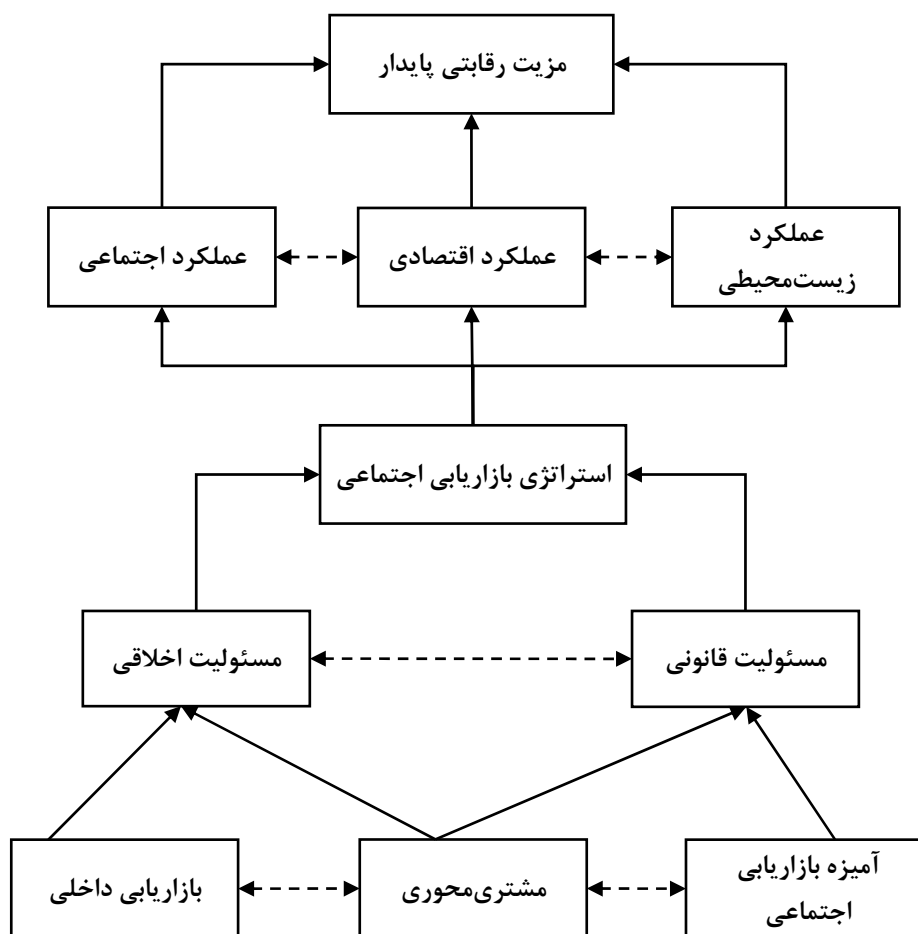 مزیت رقابتی پایدار
عملکرد
زیست‌محیطی
عملکرد اقتصادی
عملکرد اجتماعی
استراتژی بازاریابی اجتماعی
مسئولیت قانونی
مسئولیت اخلاقی
آمیزه بازاریابی
اجتماعی
مشتری‌محوری
بازاریابی داخلی